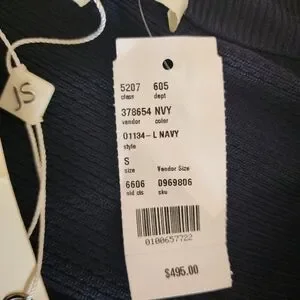 JS
5207 605
class dept
378654 NVY
vendor color
01134-L NAVY
style
S
size Vendor Size
6606 0969806
old cls sku
0100657722
$495.00